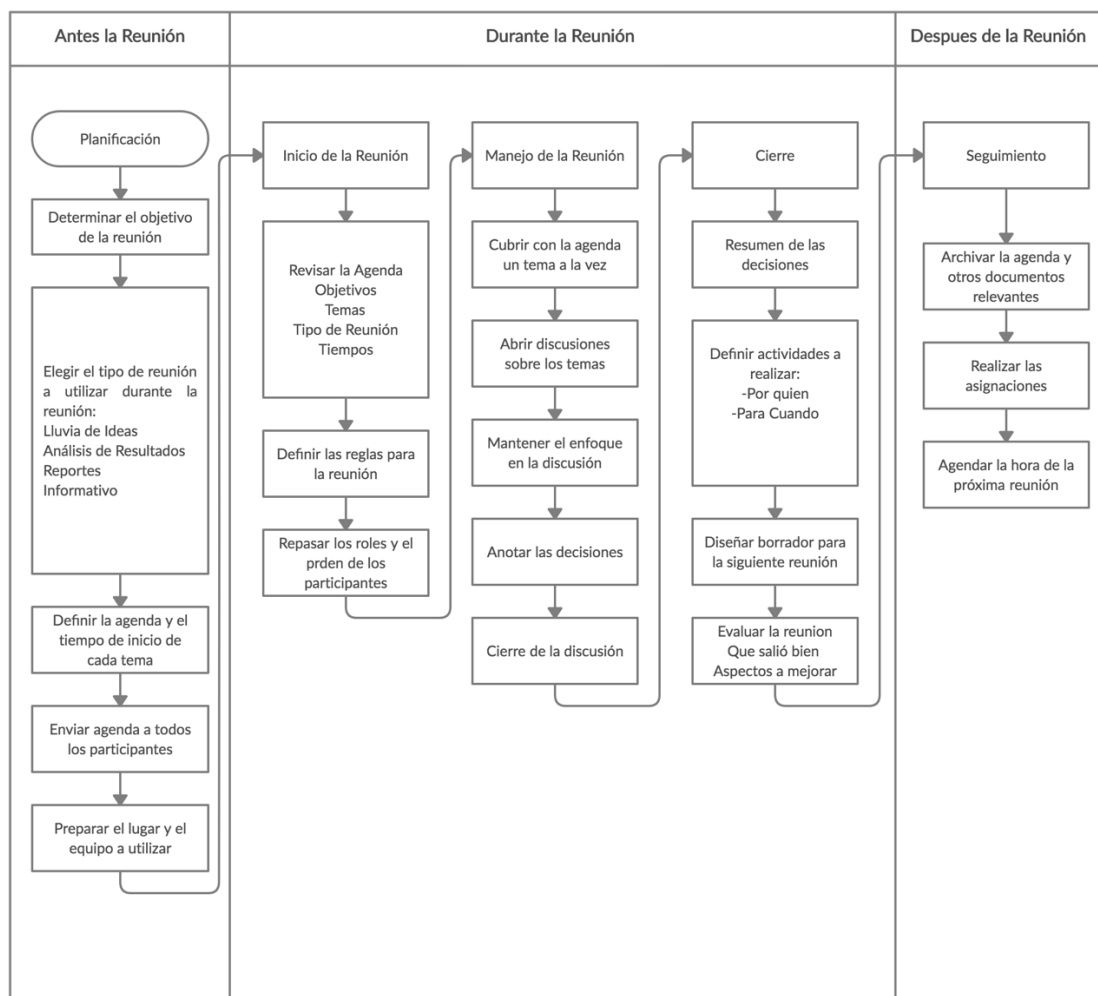 Antes la Reunión
Durante la Reunión
Despues de la Reunión
Planificación
Determinar el objetivo
de la reunión
Elegir el tipo de reunión
a utilizar durante la
reunión:
Lluvia de Ideas
Análisis de Resultados
Reportes
Informativo
Definir la agenda y el
tiempo de inicio de
cada tema
Enviar agenda a todos
los participantes
Preparar el lugar y el
equipo a utilizar
Inicio de la Reunión
Revisar la Agenda
Objetivos
Temas
Tipo de Reunión
Tiempos
Definir las reglas para
la reunión
Repasar los roles y el
prden de los
participantes
Manejo de la Reunión
Cubrir con la agenda
un tema a la vez
Abrir discusiones
sobre los temas
Mantener el enfoque
en la discusión
Anotar las decisiones
Cierre de la discusión
Cierre
Resumen de las
decisiones
Definir actividades a
realizar:
-Por quien
-Para Cuando
Diseñar borrador para
la siguiente reunión
Evaluar la reunion
Que salió bien
Aspectos a mejorar
Seguimiento
Archivar la agenda y
otros documentos
relevantes
Realizar las
asignaciones
Agendar la hora de la
próxima reunión